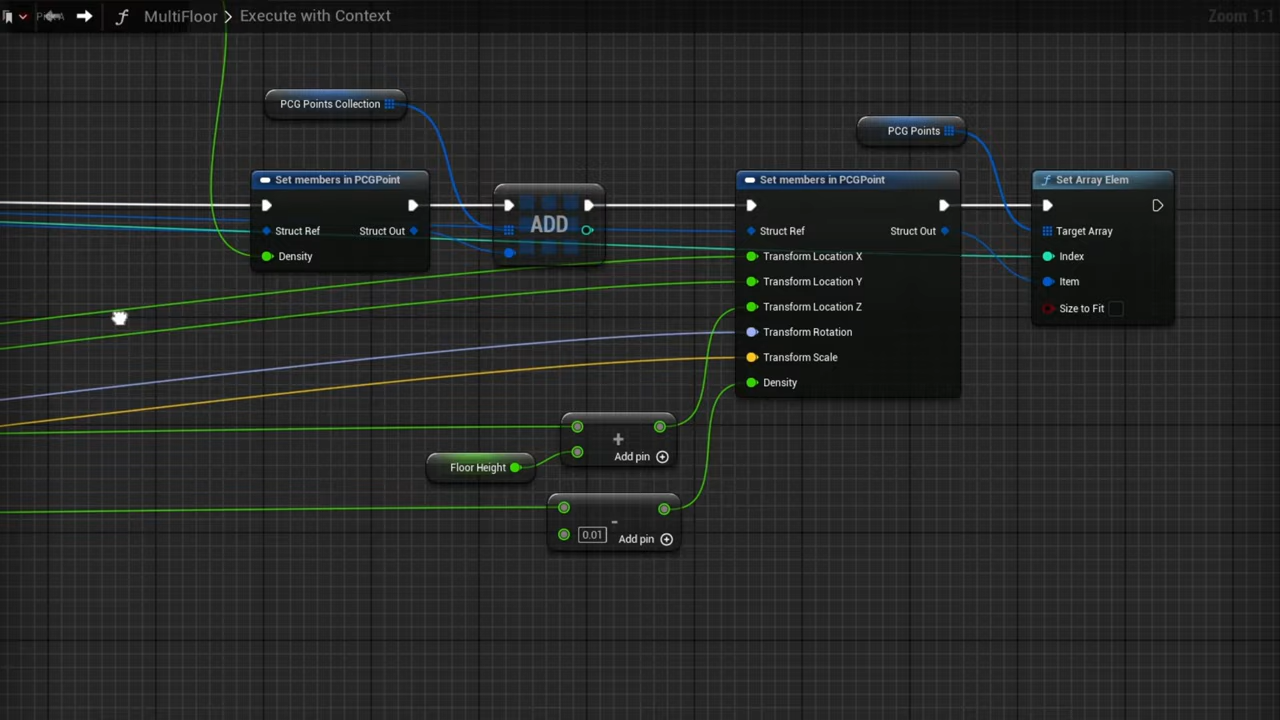 MultiFloor > Execute with Context
Zoom 1:1
PCG Points Collection
PCG Points
Set members in PCGPoint
Struct Ref
Struct Out
Density
ADD
Set members in PCGPoint
Struct Ref
Struct Out
Transform Location X
Transform Location Y
Transform Location Z
Transform Rotation
Transform Scale
Density
Set Array Elem
Target Array
Index
Item
Size to Fit
+
Add pin
Floor Height
-
0.01
Add pin